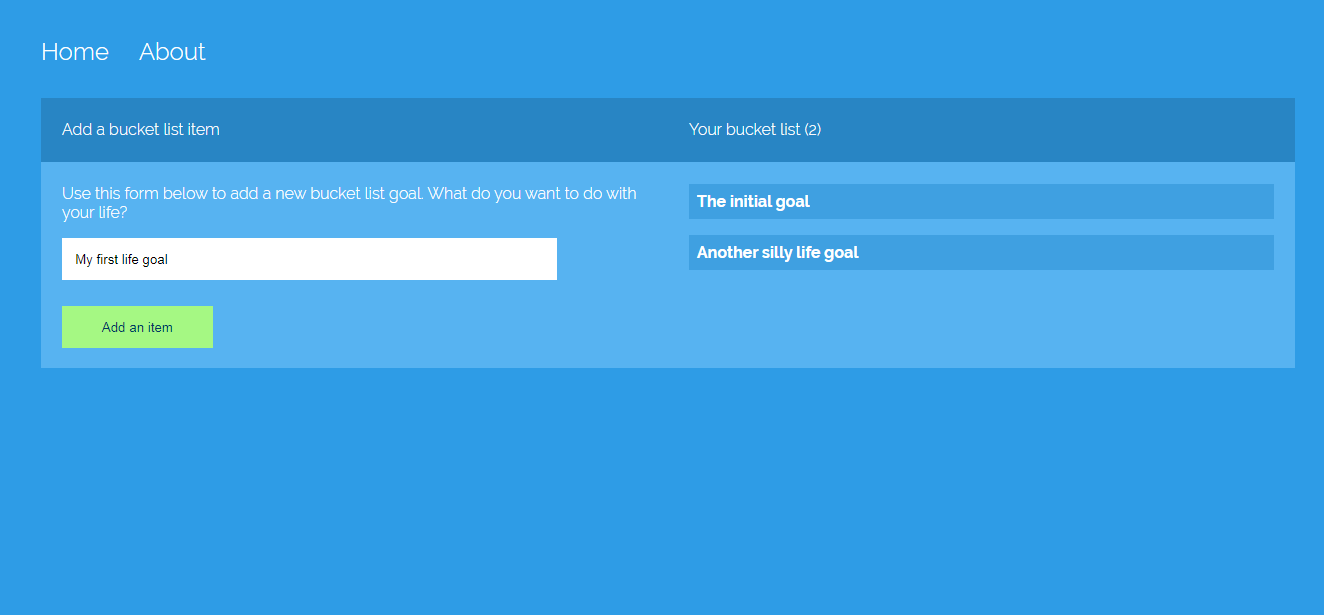 Home About
Add a bucket list item
Your bucket list (2)
Use this form below to add a new bucket list goal. What do you want to do with
your life?
My first life goal
Add an item
The initial goal
Another silly life goal